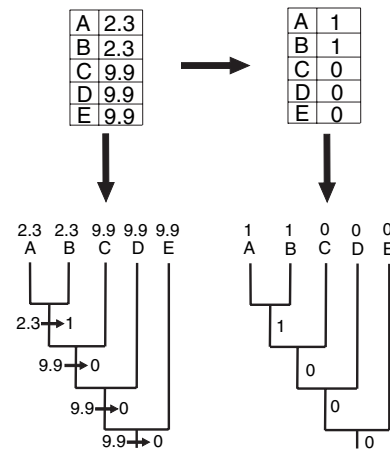 A 2.3
B 2.3
C 9.9
D 9.9
E 9.9
A 1
B 1
C 0
D 0
E 0
2.3 2.3 9.9 9.9 9.9
A B C D E
2.3 1
9.9 0
9.9 0
9.9 0
1 1 0 0 0
A B C D E
1
0
0
0